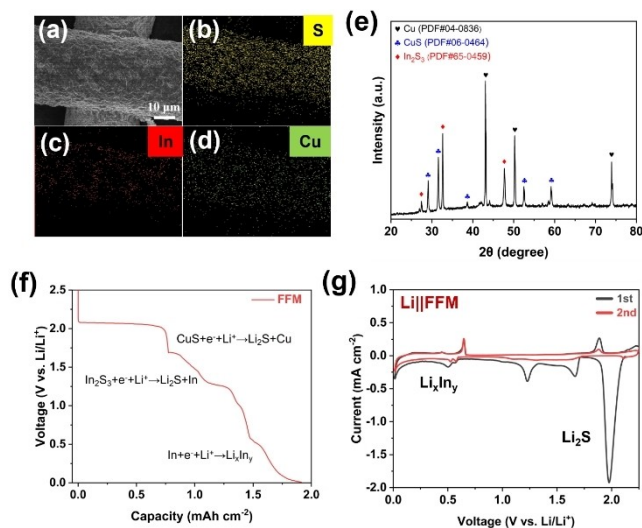 (a)
10 μm
(b)
S
(c)
In
(d)
Cu
(e)
♥ Cu (PDF#04-0836)
♣ CuS (PDF#06-0464)
♦ In₂S₃ (PDF#65-0459)
Intensity (a.u.)
20 30 40 50 60 70 80
2θ (degree)
(f)
FFM
CuS+e⁻+Li⁺→Li₂S+Cu
In₂S₃+e⁻+Li⁺→Li₂S+In
In+e⁻+Li⁺→LiₓInᵧ
Voltage (V vs. Li/Li⁺)
2.5
2.0
1.5
1.0
0.5
0.0
0.0 0.5 1.0 1.5 2.0
Capacity (mAh cm⁻²)
(g)
Li||FFM
1st
2nd
LiₓInᵧ
Li₂S
Current (mA cm⁻²)
1.0
0.5
0.0
-0.5
-1.0
-1.5
-2.0
0.0 0.5 1.0 1.5 2.0
Voltage (V vs. Li/Li⁺)